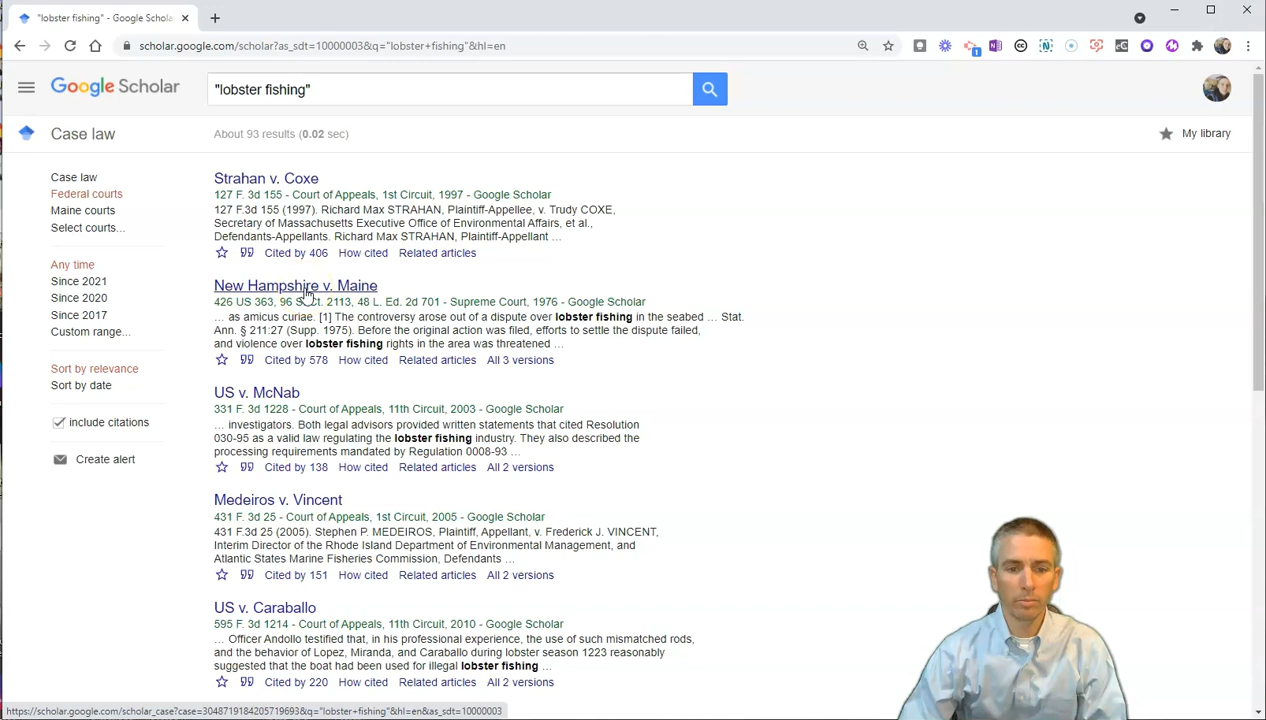 "lobster fishing" - Google Schola
scholar.google.com/scholar?as_sdt=10000003&q="lobster+fishing"&hl=en
Google Scholar
"lobster fishing"
Case law
About 93 results (0.02 sec)
My library
Case law
Federal courts
Maine courts
Select courts...
Any time
Since 2021
Since 2020
Since 2017
Custom range...
Sort by relevance
Sort by date
include citations
Create alert
Strahan v. Coxe
127 F. 3d 155 - Court of Appeals, 1st Circuit, 1997 - Google Scholar
127 F.3d 155 (1997). Richard Max STRAHAN, Plaintiff-Appellee, v. Trudy COXE,
Secretary of Massachusetts Executive Office of Environmental Affairs, et al.,
Defendants-Appellants. Richard Max STRAHAN, Plaintiff-Appellant ...
Cited by 406 How cited Related articles
New Hampshire v. Maine
426 US 363, 96 S. Ct. 2113, 48 L. Ed. 2d 701 - Supreme Court, 1976 - Google Scholar
... as amicus curiae. [1] The controversy arose out of a dispute over lobster fishing in the seabed ... Stat.
Ann. § 211:27 (Supp. 1975). Before the original action was filed, efforts to settle the dispute failed,
and violence over lobster fishing rights in the area was threatened ...
Cited by 578 How cited Related articles All 3 versions
US v. McNab
331 F. 3d 1228 - Court of Appeals, 11th Circuit, 2003 - Google Scholar
... investigators. Both legal advisors provided written statements that cited Resolution
030-95 as a valid law regulating the lobster fishing industry. They also described the
processing requirements mandated by Regulation 0008-93 ...
Cited by 138 How cited Related articles All 2 versions
Medeiros v. Vincent
431 F. 3d 25 - Court of Appeals, 1st Circuit, 2005 - Google Scholar
431 F.3d 25 (2005). Stephen P. MEDEIROS, Plaintiff, Appellant, v. Frederick J. VINCENT,
Interim Director of the Rhode Island Department of Environmental Management, and
Atlantic States Marine Fisheries Commission, Defendants ...
Cited by 151 How cited Related articles All 2 versions
US v. Caraballo
595 F. 3d 1214 - Court of Appeals, 11th Circuit, 2010 - Google Scholar
... Officer Andollo testified that, in his professional experience, the use of such mismatched rods,
and the behavior of Lopez, Miranda, and Caraballo during lobster season 1223 reasonably
suggested that the boat had been used for illegal lobster fishing ...
Cited by 220 How cited Related articles All 2 versions
https://scholar.google.com/scholar_case?case=3048719184205719693&q="lobster+fishing"&hl=en&as_sdt=10000003